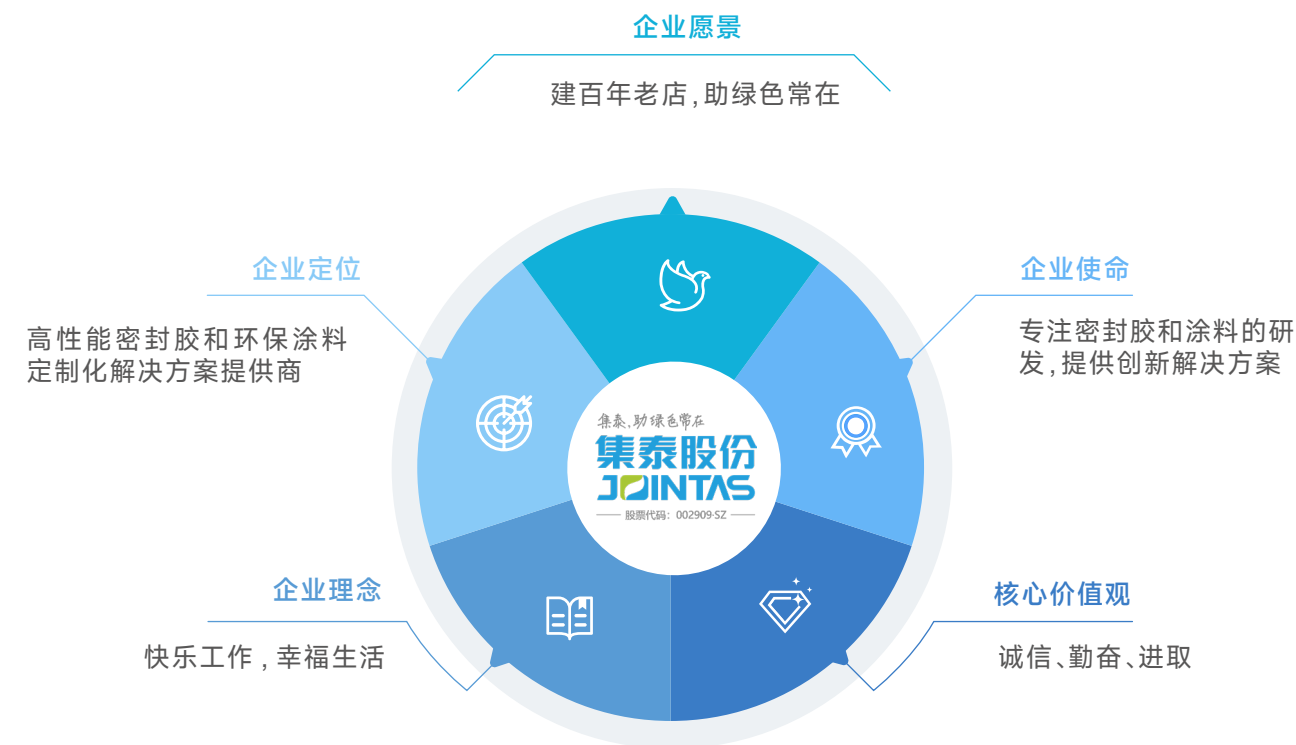 企业愿景
建百年老店,助绿色常在
企业定位
高性能密封胶和环保涂料
定制化解决方案提供商
企业使命
专注密封胶和涂料的研
发,提供创新解决方案
集泰,助绿色常在
集泰股份
JOINTAS
股票代码：002909·SZ
企业理念
快乐工作,幸福生活
核心价值观
诚信、勤奋、进取